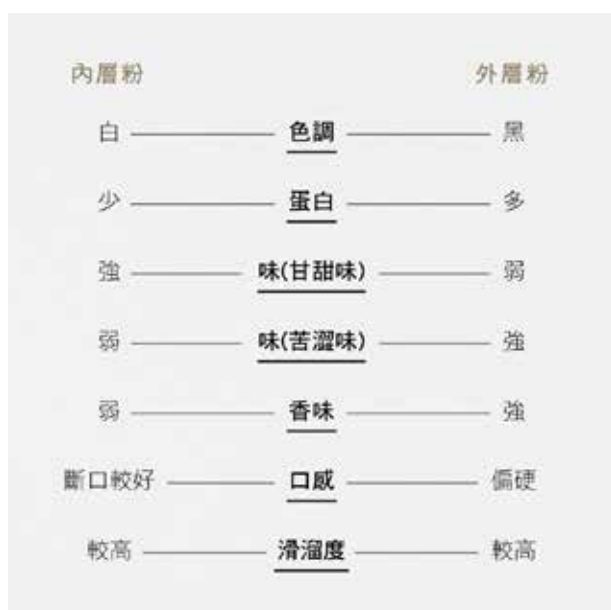 內層粉 外層粉
白 色調 黑
少 蛋白 多
強 味(甘甜味) 弱
弱 味(苦澀味) 強
弱 香味 強
斷口較好 口感 偏硬
較高 滑溜度 較高